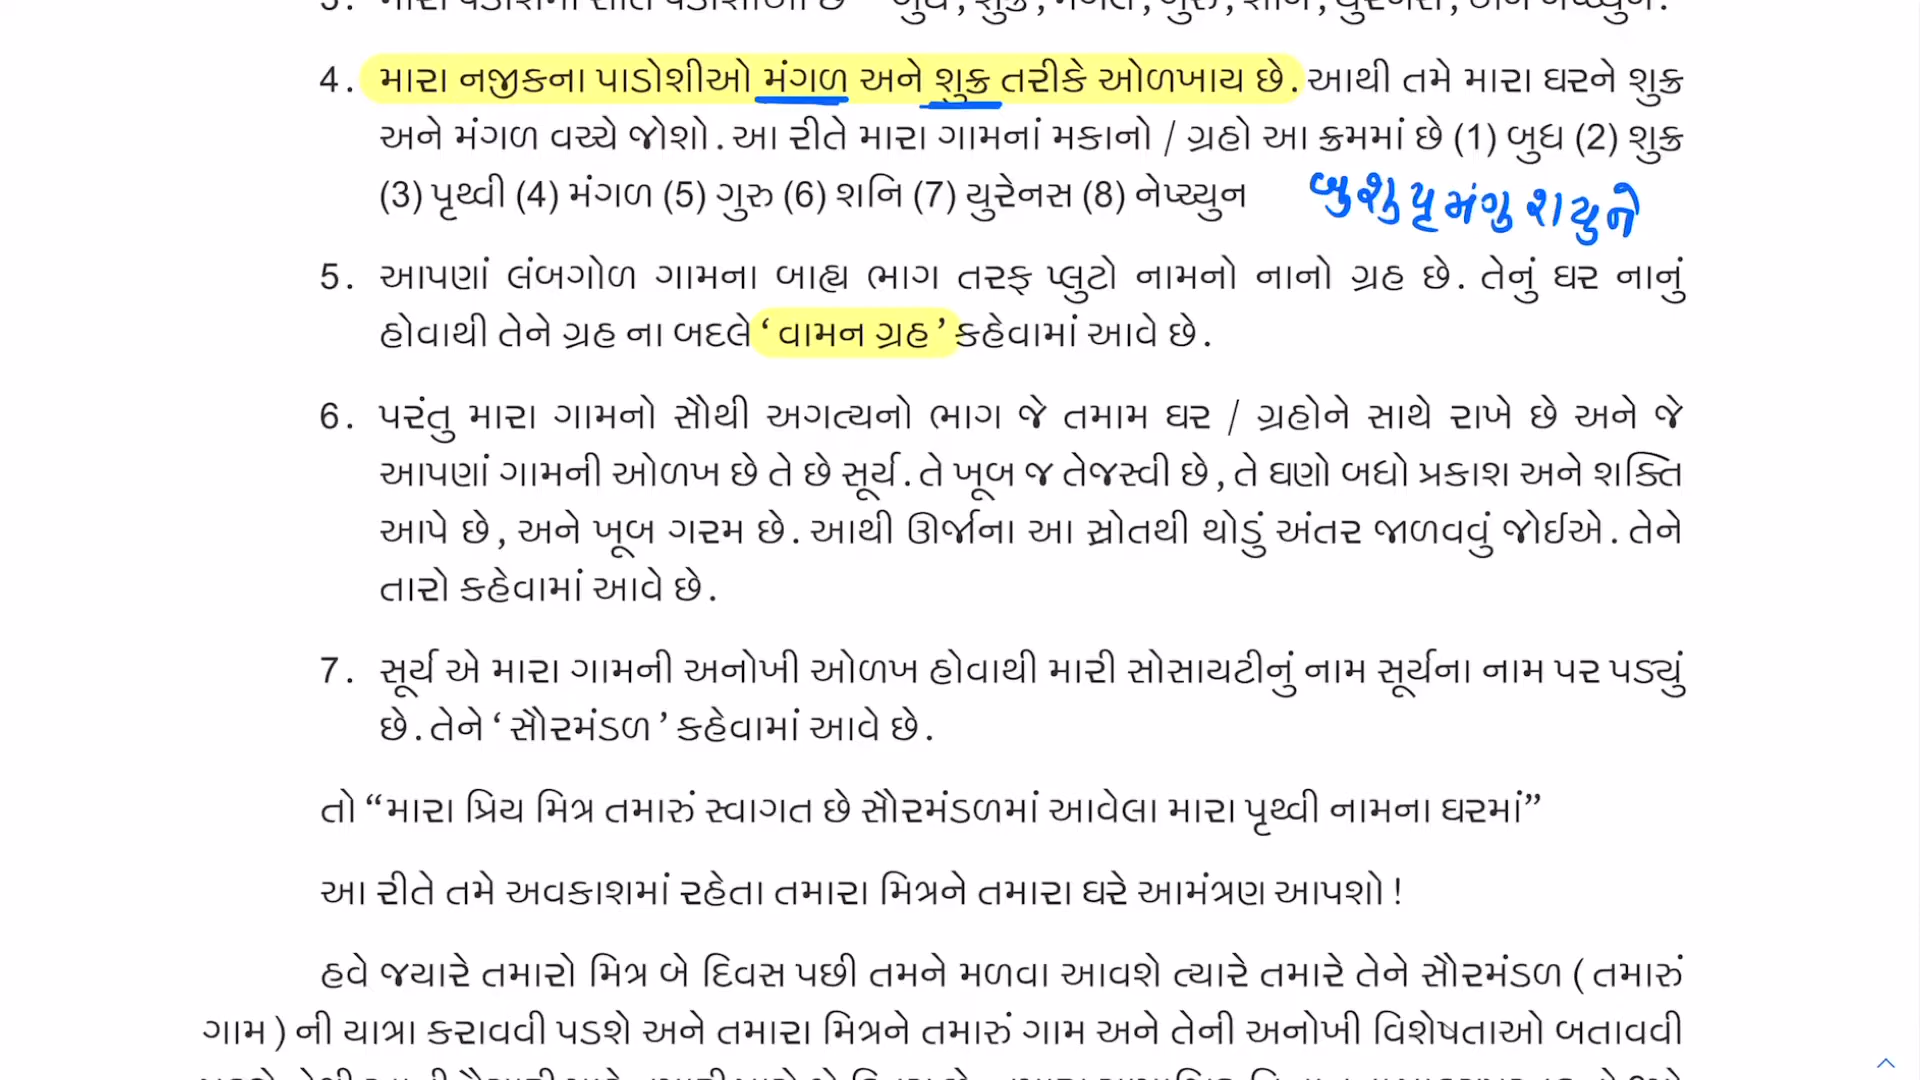 4. મારા નજીકના પાડોશીઓ મંગળ અને શુક્ર તરીકે ઓળખાય છે. આથી તમે મારા ઘરને શુક્ર
અને મંગળ વચ્ચે જોશો. આ રીતે મારા ગામનાં મકાનો / ગ્રહો આ ક્રમમાં છે (1) બુધ (2) શુક્ર
(3) પૃથ્વી (4) મંગળ (5) ગુરુ (6) શનિ (7) યુરેનસ (8) નેપ્ચ્યુન
બુ શુ પૃ મં ગુ શ યુ ને
5. આપણાં લંબગોળ ગામના બાહ્ય ભાગ તરફ પ્લુટો નામનો નાનો ગ્રહ છે. તેનું ઘર નાનું
હોવાથી તેને ગ્રહ ના બદલે ‘વામન ગ્રહ’ કહેવામાં આવે છે.
6. પરંતુ મારા ગામનો સૌથી અગત્યનો ભાગ જે તમામ ઘર / ગ્રહોને સાથે રાખે છે અને જે
આપણાં ગામની ઓળખ છે તે છે સૂર્ય. તે ખૂબ જ તેજસ્વી છે, તે ઘણો બધો પ્રકાશ અને શક્તિ
આપે છે, અને ખૂબ ગરમ છે. આથી ઊર્જાના આ સ્રોતથી થોડું અંતર જાળવવું જોઈએ. તેને
તારો કહેવામાં આવે છે.
7. સૂર્ય એ મારા ગામની અનોખી ઓળખ હોવાથી મારી સોસાયટીનું નામ સૂર્યના નામ પર પડ્યું
છે. તેને ‘સૌરમંડળ’ કહેવામાં આવે છે.
તો “મારા પ્રિય મિત્ર તમારું સ્વાગત છે સૌરમંડળમાં આવેલા મારા પૃથ્વી નામના ઘરમાં”
આ રીતે તમે અવકાશમાં રહેતા તમારા મિત્રને તમારા ઘરે આમંત્રણ આપશો!
હવે જયારે તમારો મિત્ર બે દિવસ પછી તમને મળવા આવશે ત્યારે તમારે તેને સૌરમંડળ (તમારું
ગામ) ની યાત્રા કરાવવી પડશે અને તમારા મિત્રને તમારું ગામ અને તેની અનોખી વિશેષતાઓ બતાવવી